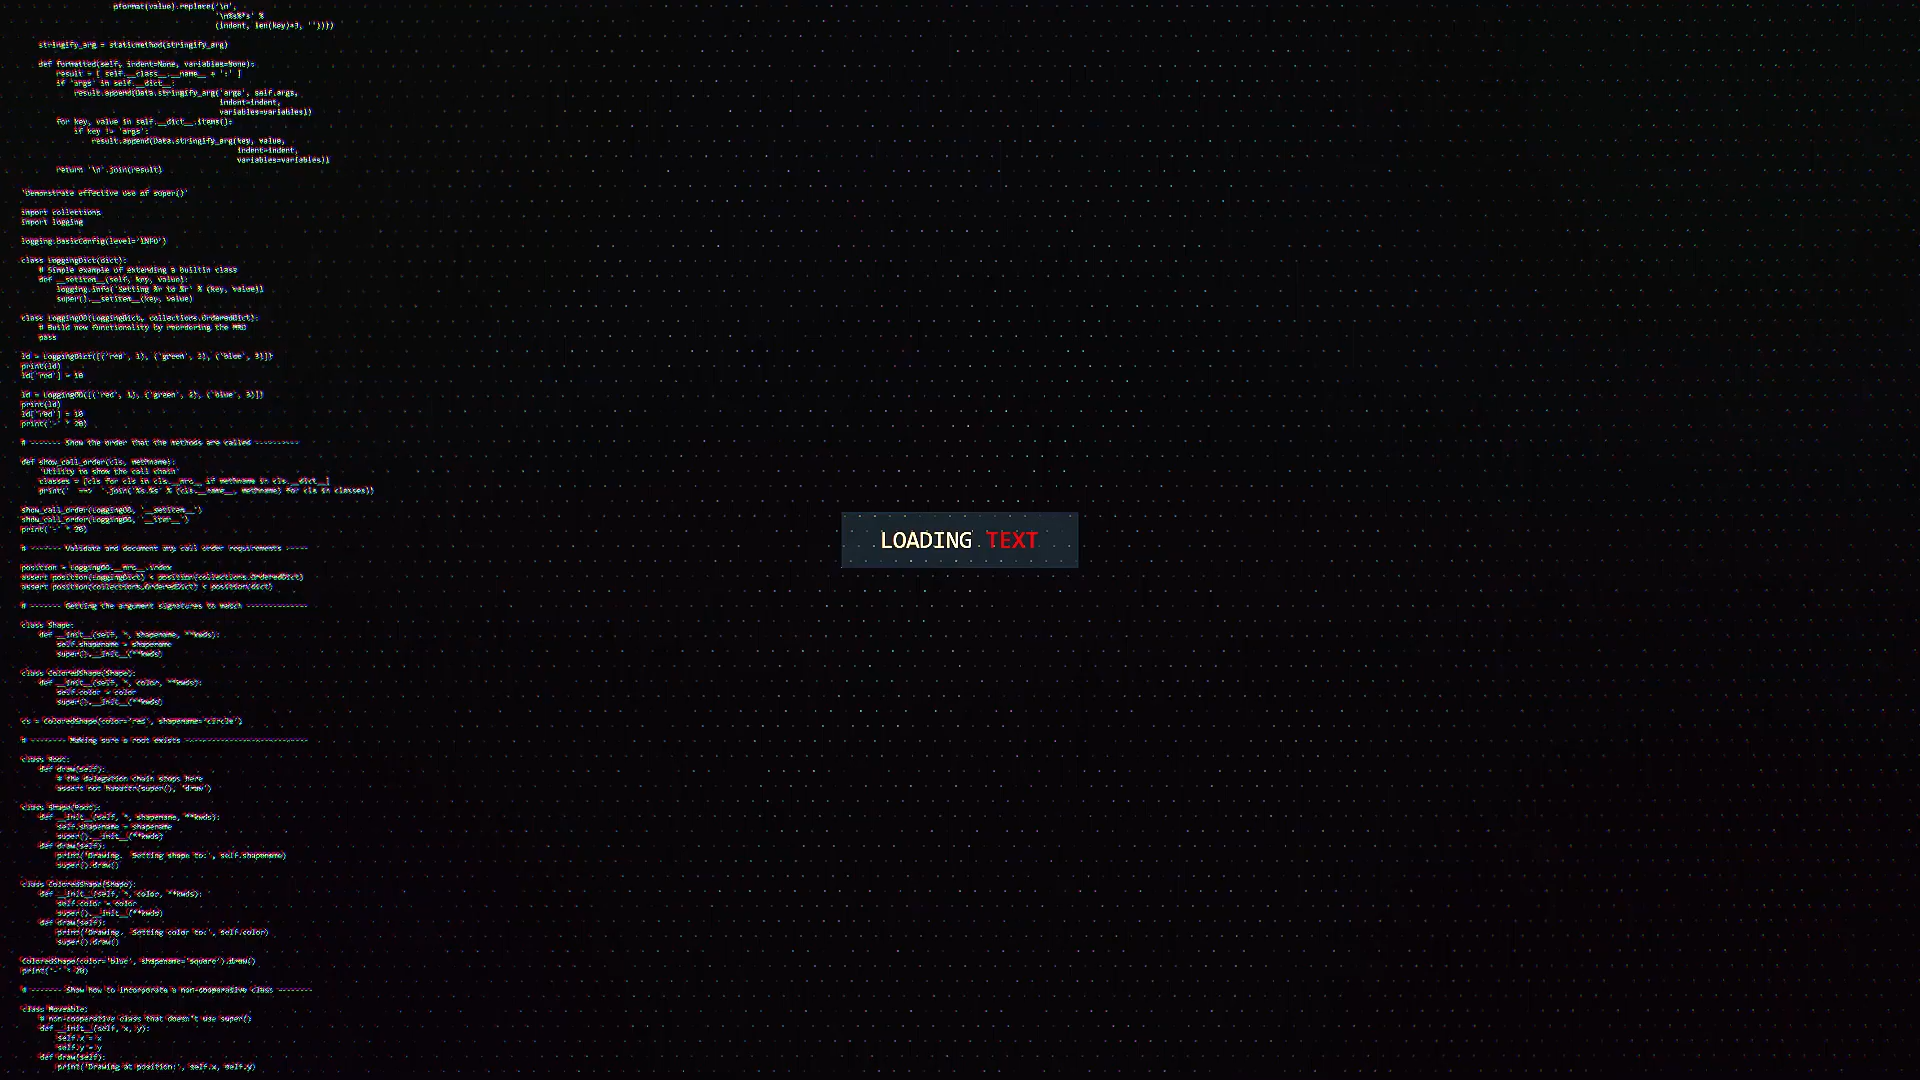 pformat(value).replace('\n',
'\n%s%*s' %
(indent, len(key)+3, ''))))
stringify_arg = staticmethod(stringify_arg)
def formatted(self, indent=None, variables=None):
result = [ self.__class__.__name__ + ':' ]
if 'args' in self.__dict__:
result.append(Data.stringify_arg('args', self.args,
indent=indent,
variables=variables))
for key, value in self.__dict__.items():
if key != 'args':
result.append(Data.stringify_arg(key, value,
indent=indent,
variables=variables))
return '\n'.join(result)
'Demonstrate effective use of super()'
import collections
import logging
logging.basicConfig(level='INFO')
class LoggingDict(dict):
# Simple example of extending a builtin class
def __setitem__(self, key, value):
logging.info('Setting %r to %r' % (key, value))
super().__setitem__(key, value)
class LoggingOD(LoggingDict, collections.OrderedDict):
# Build new functionality by reordering the MRO
pass
ld = LoggingDict([('red', 1), ('green', 2), ('blue', 3)])
print(ld)
ld['red'] = 10
ld = LoggingOD([('red', 1), ('green', 2), ('blue', 3)])
print(ld)
ld['red'] = 10
print('-' * 20)
# ------- Show the order that the methods are called ----------
def show_call_order(cls, methname):
'Utility to show the call chain'
classes = [cls for cls in cls.__mro__ if methname in cls.__dict__]
print('  ==>  '.join('%s.%s' % (cls.__name__, methname) for cls in classes))
show_call_order(LoggingOD, '__setitem__')
show_call_order(LoggingOD, '__iter__')
print('-' * 20)
# ------- Validate and document any call order requirements -----
position = LoggingOD.__mro__.index
assert position(LoggingDict) < position(collections.OrderedDict)
assert position(collections.OrderedDict) < position(dict)
# ------- Getting the argument signatures to match --------------
class Shape:
def __init__(self, *, shapename, **kwds):
self.shapename = shapename
super().__init__(**kwds)
class ColoredShape(Shape):
def __init__(self, *, color, **kwds):
self.color = color
super().__init__(**kwds)
cs = ColoredShape(color='red', shapename='circle')
# -------- Making sure a root exists ----------------------------
class Root:
def draw(self):
# the delegation chain stops here
assert not hasattr(super(), 'draw')
class Shape(Root):
def __init__(self, *, shapename, **kwds):
self.shapename = shapename
super().__init__(**kwds)
def draw(self):
print('Drawing.  Setting shape to:', self.shapename)
super().draw()
class ColoredShape(Shape):
def __init__(self, *, color, **kwds):
self.color = color
super().__init__(**kwds)
def draw(self):
print('Drawing.  Setting color to:', self.color)
super().draw()
ColoredShape(color='blue', shapename='square').draw()
print('-' * 20)
# ------- Show how to incorporate a non-cooperative class --------
class Moveable:
# non-cooperative class that doesn't use super()
def __init__(self, x, y):
self.x = x
self.y = y
def draw(self):
print('Drawing at position:', self.x, self.y)
LOADING TEXT